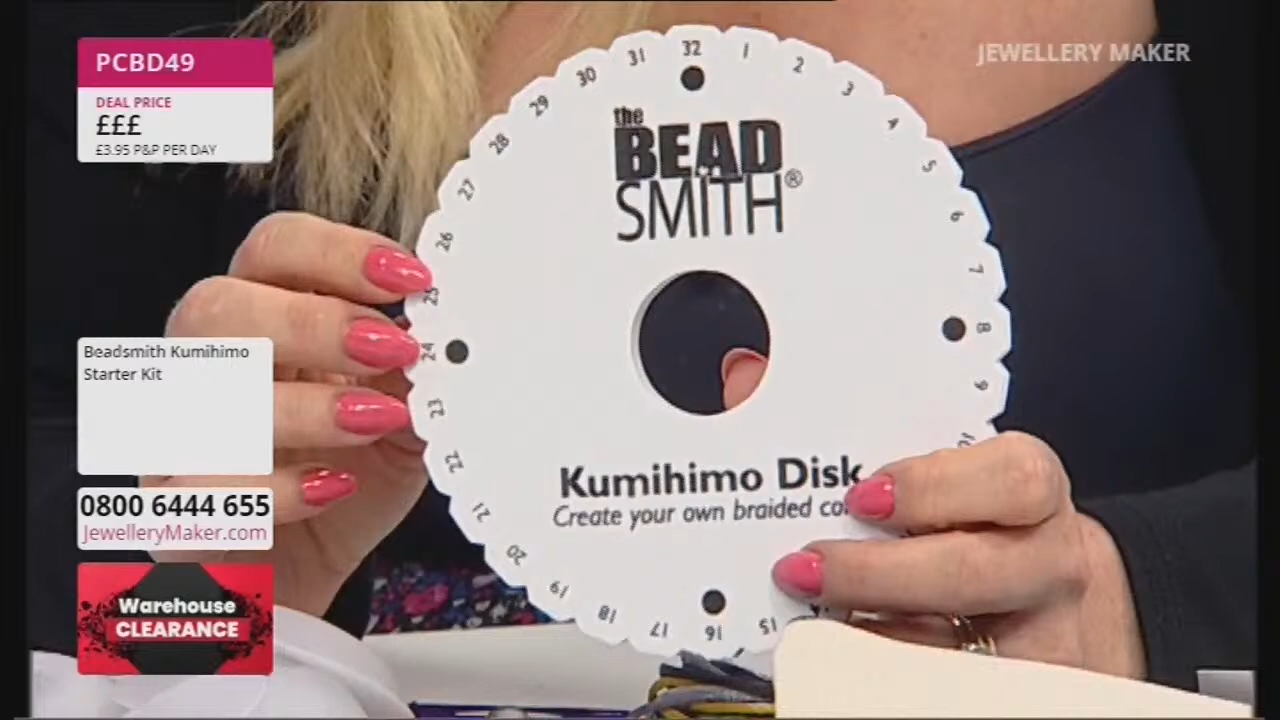 PCBD49
DEAL PRICE
£££
£3.95 P&P PER DAY
Beadsmith Kumihimo
Starter Kit
0800 6444 655
JewelleryMaker.com
Warehouse
CLEARANCE
JEWELLERY MAKER
the
BEAD
SMITH®
Kumihimo Disk
Create your own braided
32
1
2
3
4
5
6
7
8
9
10
15
16
17
18
19
20
21
22
23
24
25
26
27
28
29
30
31